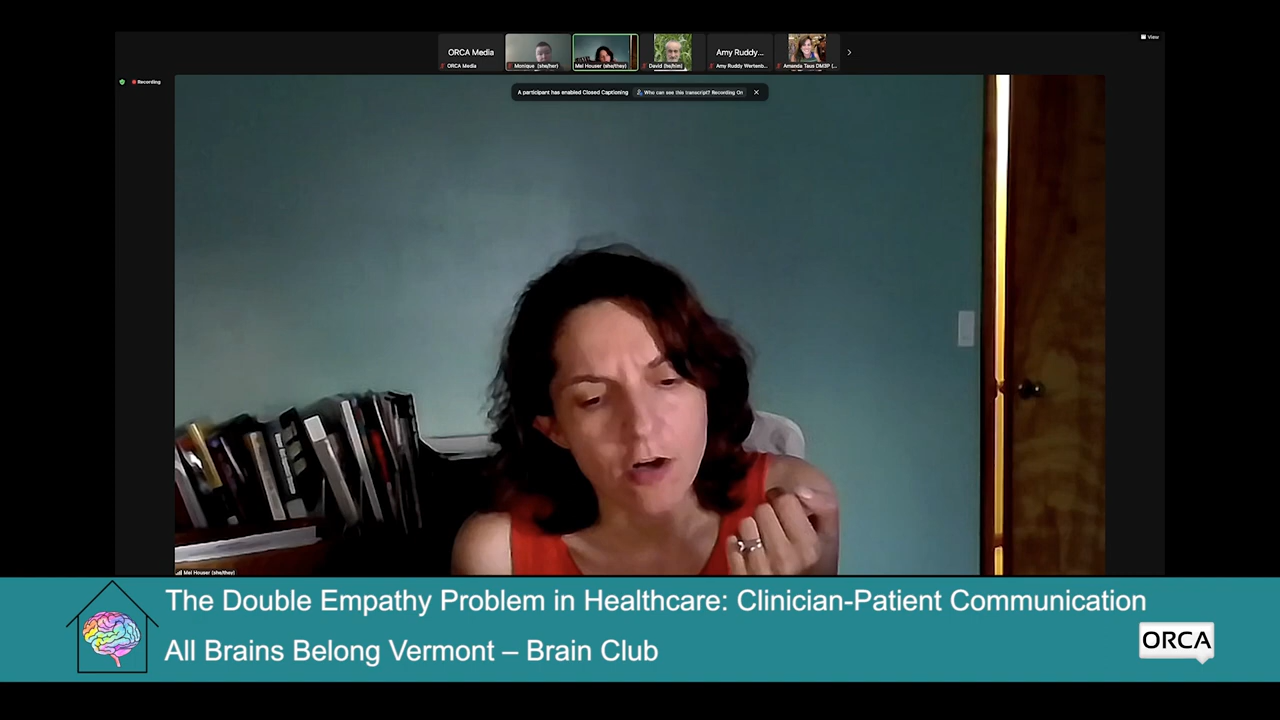 View
ORCA Media
Amy Ruddy...
ORCA Media
Monique (she/her)
Mel Houser (she/they)
David (he/him)
Amy Ruddy Wertenb...
Amanda Taus DM3P (...
Recording
A participant has enabled Closed Captioning
Who can see this transcript? Recording On
Mel Houser (she/they)
The Double Empathy Problem in Healthcare: Clinician-Patient Communication
All Brains Belong Vermont – Brain Club
ORCA